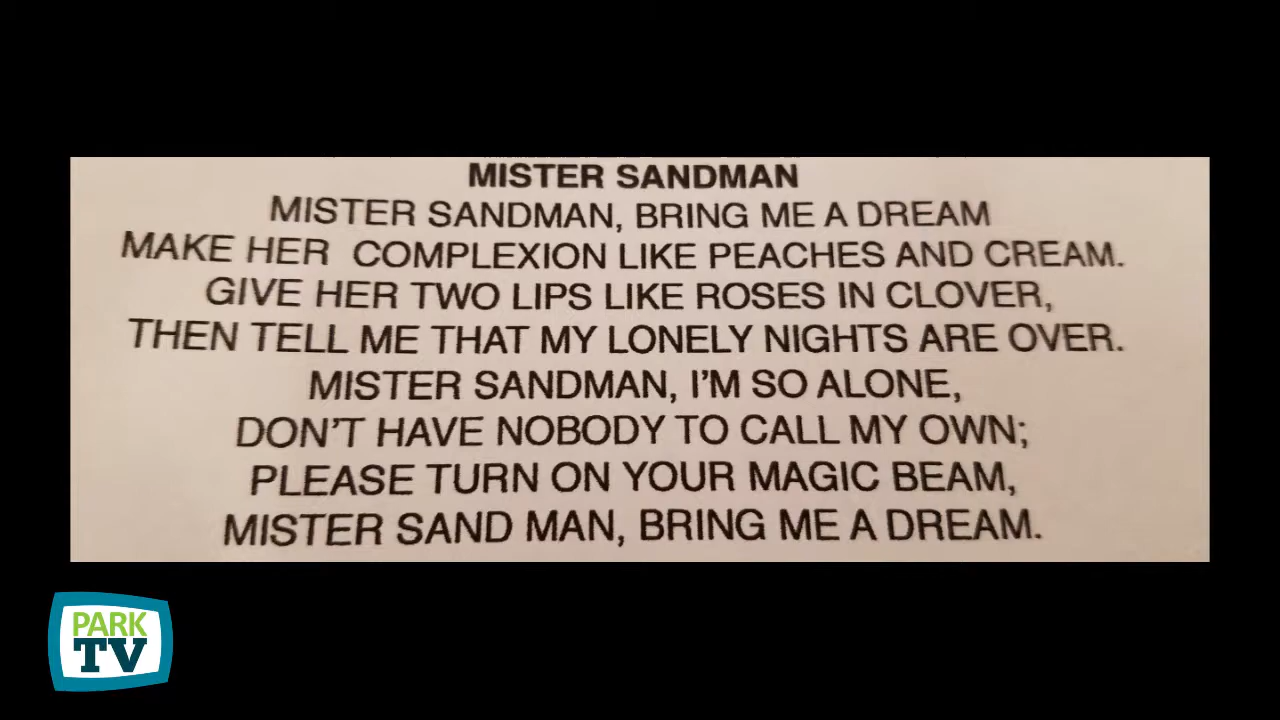 MISTER SANDMAN
MISTER SANDMAN, BRING ME A DREAM
MAKE HER COMPLEXION LIKE PEACHES AND CREAM.
GIVE HER TWO LIPS LIKE ROSES IN CLOVER,
THEN TELL ME THAT MY LONELY NIGHTS ARE OVER.
MISTER SANDMAN, I'M SO ALONE,
DON'T HAVE NOBODY TO CALL MY OWN;
PLEASE TURN ON YOUR MAGIC BEAM,
MISTER SAND MAN, BRING ME A DREAM.
PARK
TV